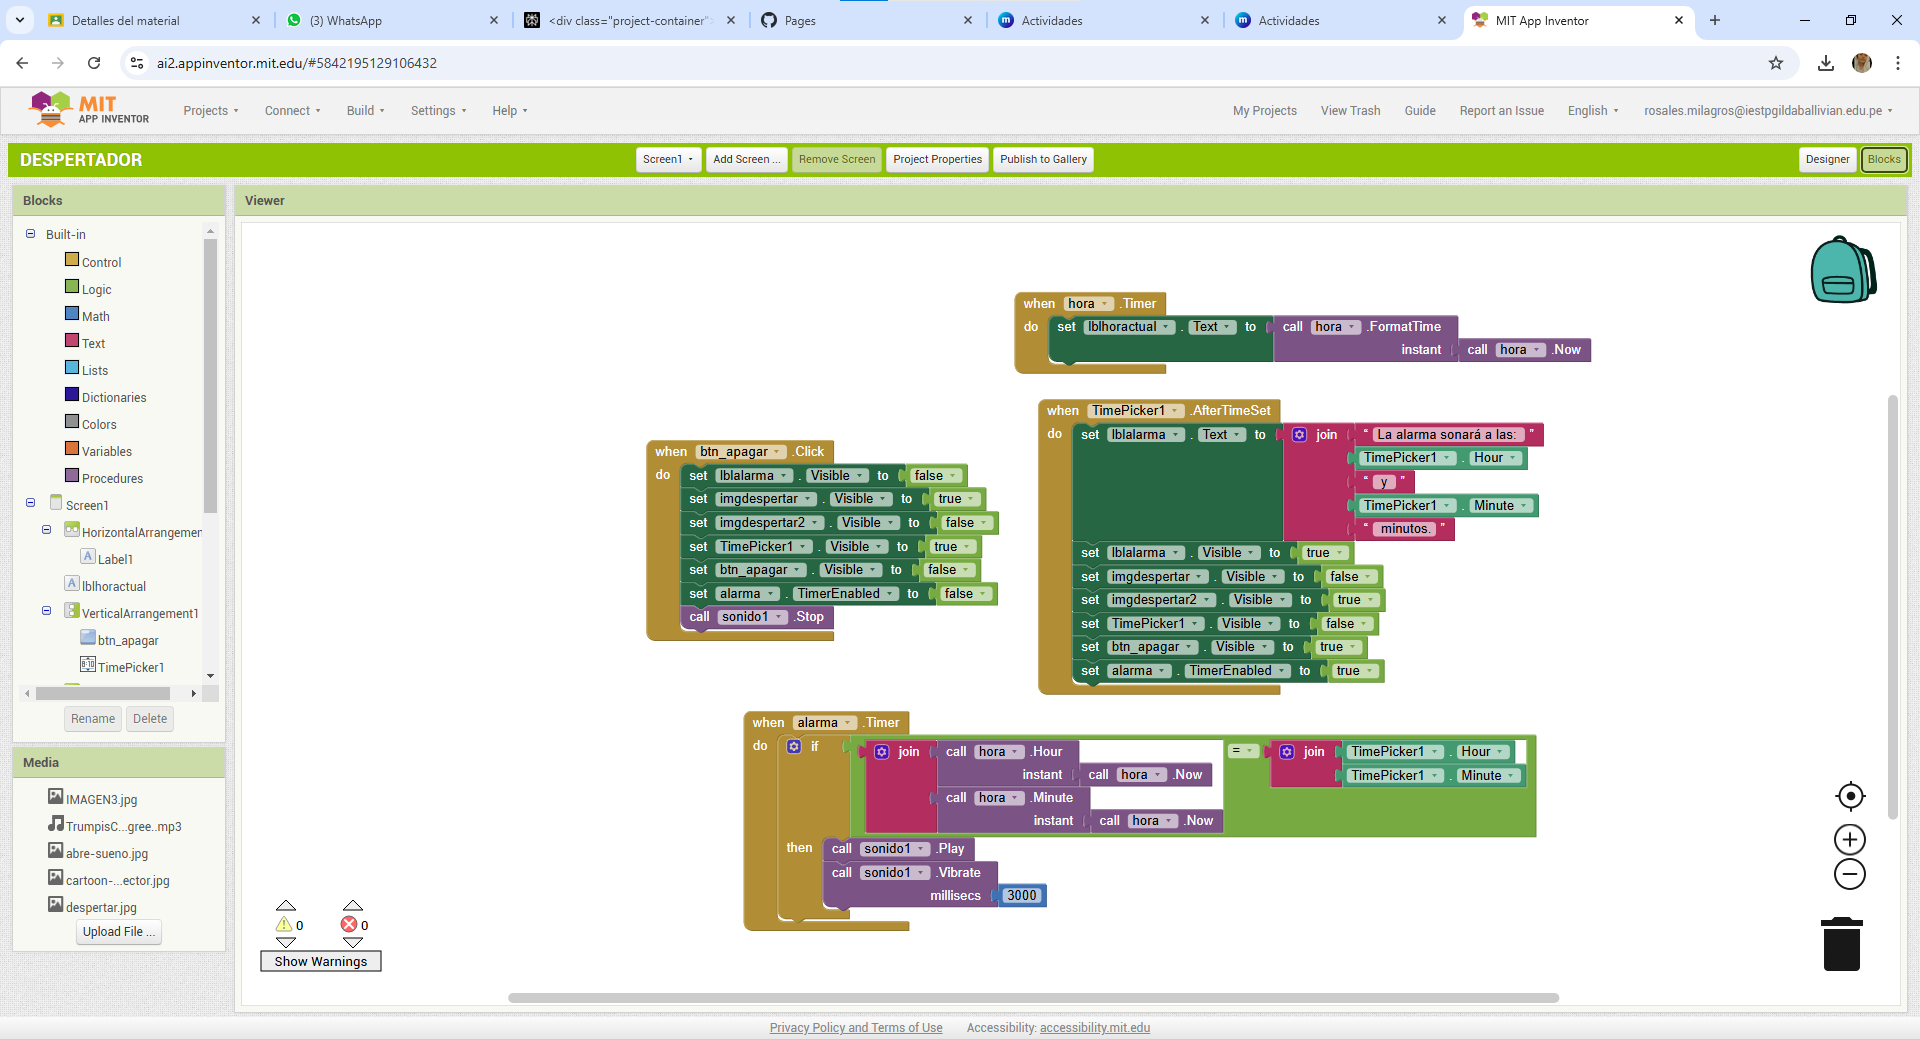 Detalles del material
(3) WhatsApp
<div class="project-container"
Pages
Actividades
Actividades
MIT App Inventor
ai2.appinventor.mit.edu/#5842195129106432
MIT
APP INVENTOR
Projects Connect Build Settings Help
My Projects View Trash Guide Report an Issue English rosales.milagros@iestpgildaballivian.edu.pe
DESPERTADOR
Screen1 Add Screen ... Remove Screen Project Properties Publish to Gallery
Designer Blocks
Blocks
Built-in
Control
Logic
Math
Text
Lists
Dictionaries
Colors
Variables
Procedures
Screen1
HorizontalArrangemen
A Label1
A lblhoractual
VerticalArrangement1
btn_apagar
8:10 TimePicker1
Rename Delete
Media
IMAGEN3.jpg
TrumpisC...gree..mp3
abre-sueno.jpg
cartoon-...ector.jpg
despertar.jpg
Upload File ...
Viewer
when hora .Timer
do set lblhoractual . Text to call hora .FormatTime
instant call hora .Now
when TimePicker1 .AfterTimeSet
do set lblalarma . Text to join " La alarma sonará a las: "
TimePicker1 . Hour
" y "
TimePicker1 . Minute
" minutos. "
set lblalarma . Visible to true
set imgdespertar . Visible to false
set imgdespertar2 . Visible to true
set TimePicker1 . Visible to false
set btn_apagar . Visible to true
set alarma . TimerEnabled to true
when btn_apagar .Click
do set lblalarma . Visible to false
set imgdespertar . Visible to true
set imgdespertar2 . Visible to false
set TimePicker1 . Visible to true
set btn_apagar . Visible to false
set alarma . TimerEnabled to false
call sonido1 .Stop
when alarma .Timer
do if join call hora .Hour = join TimePicker1 . Hour
instant call hora .Now TimePicker1 . Minute
call hora .Minute
instant call hora .Now
then call sonido1 .Play
call sonido1 .Vibrate
millisecs 3000
0 0
Show Warnings
Privacy Policy and Terms of Use Accessibility: accessibility.mit.edu